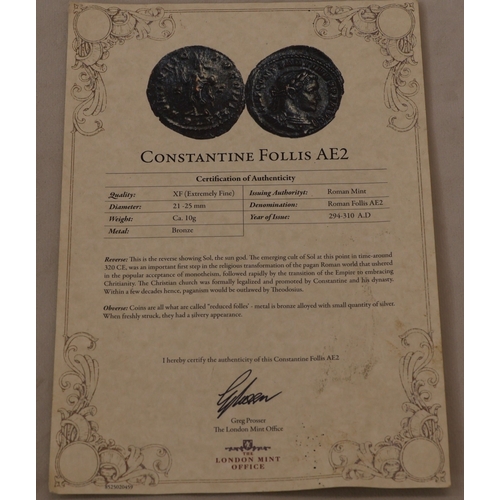 CONSTANTINE FOLLIS AE2
Certification of Authenticity
Quality: XF (Extremely Fine) Issuing Authorityt: Roman Mint
Diameter: 21-25 mm Denomination: Roman Follis AE2
Weight: Ca. 10g Year of Issue: 294-310 A.D
Metal: Bronze
Reverse: This is the reverse showing Sol, the sun god. The emerging cult of Sol at this point in time-around
320 CE, was an important first step in the religious transformation of the pagan Roman world that ushered
in the popular acceptance of monotheism, followed rapidly by the transition of the Empire to embracing
Christianity. The Christian church was formally legalized and promoted by Constantine and his dynasty.
Within a few decades hence, paganism would be outlawed by Theodosius.
Obverse: Coins are all what are called "reduced folles' - metal is bronze alloyed with small quantity of silver
When freshly struck, they had a silvery appearance.
I hereby certify the authenticity of this Constantine Follis AE2
Greg Prosser
The London Mint Office
THE
LONDON MINT
OFFICE